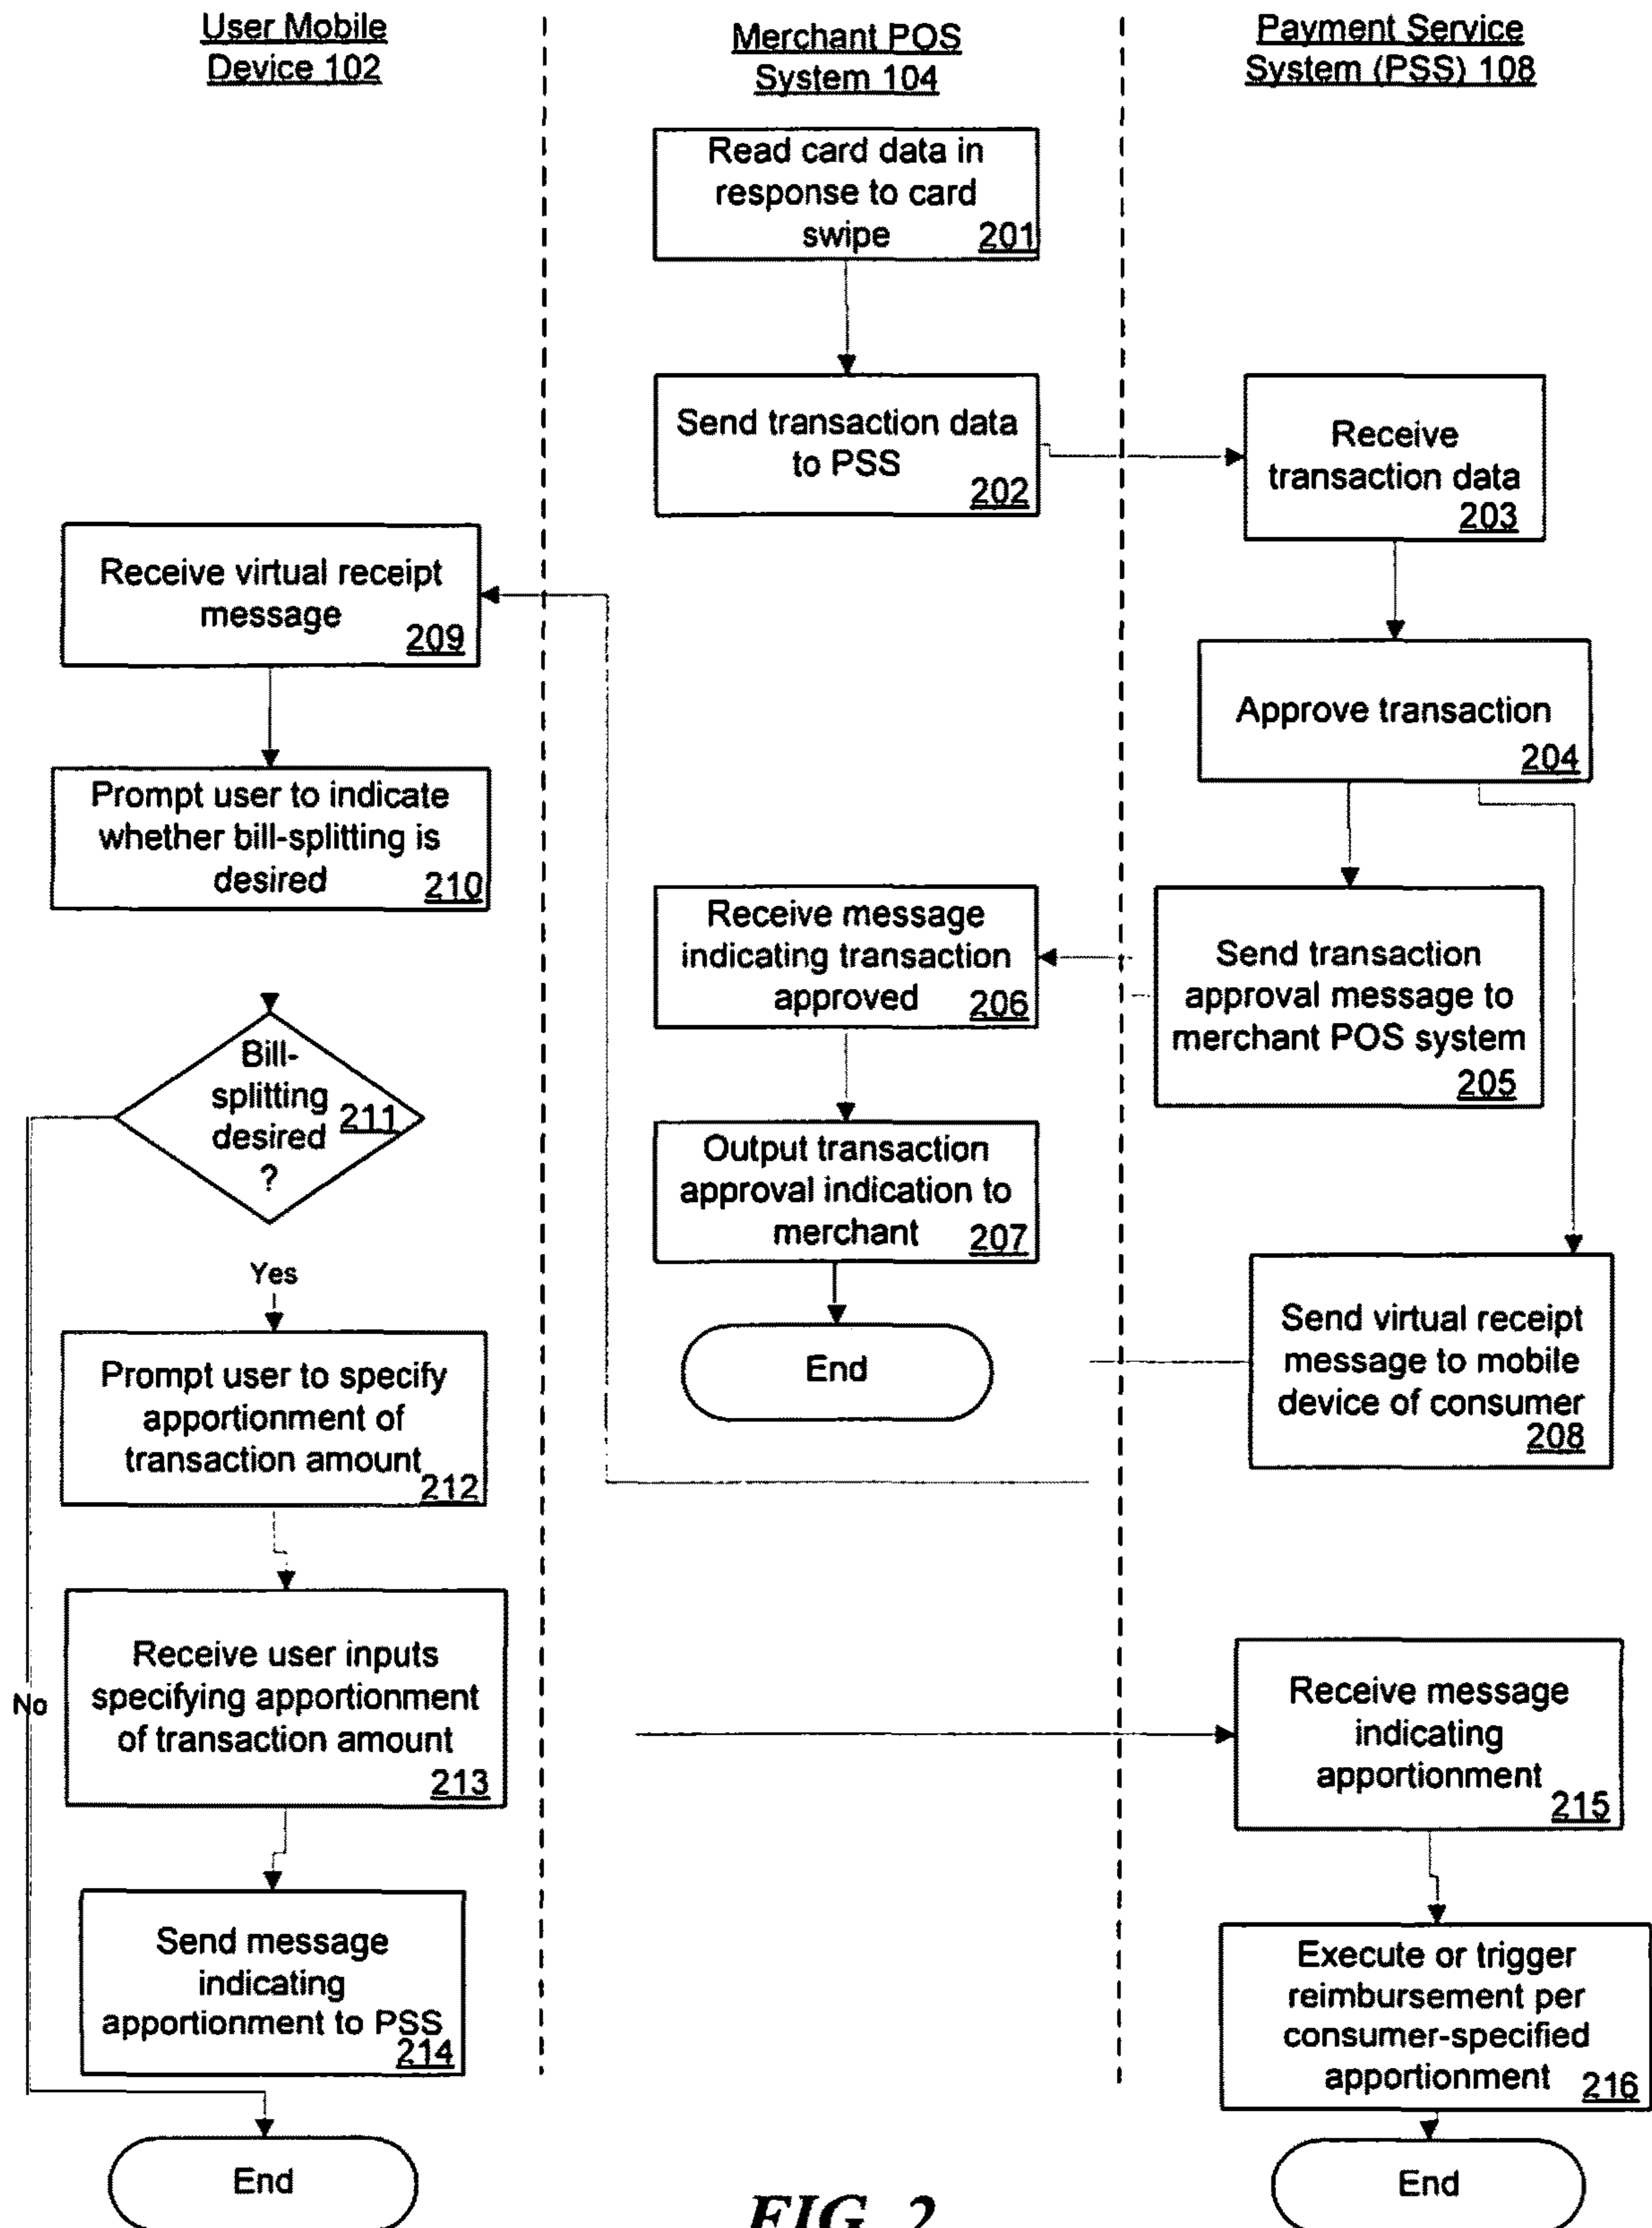 User Mobile
Device 102
Merchant POS
System 104
Payment Service
System (PSS) 108
Read card data in
response to card
swipe 201
Send transaction data
to PSS
202
Receive
transaction data
203
Receive virtual receipt
message
209
Approve transaction
204
Prompt user to indicate
whether bill-splitting is
desired 210
Receive message
indicating transaction
approved 206
Send transaction
approval message to
merchant POS system
205
Bill-
splitting
desired 211
?
Output transaction
approval indication to
merchant 207
Yes
End
Send virtual receipt
message to mobile
device of consumer
208
Prompt user to specify
apportionment of
transaction amount
212
Receive user inputs
specifying apportionment
of transaction amount
213
No
Receive message
indicating
apportionment
215
Send message
indicating
apportionment to PSS
214
Execute or trigger
reimbursement per
consumer-specified
apportionment 216
End
End
FIG. 2